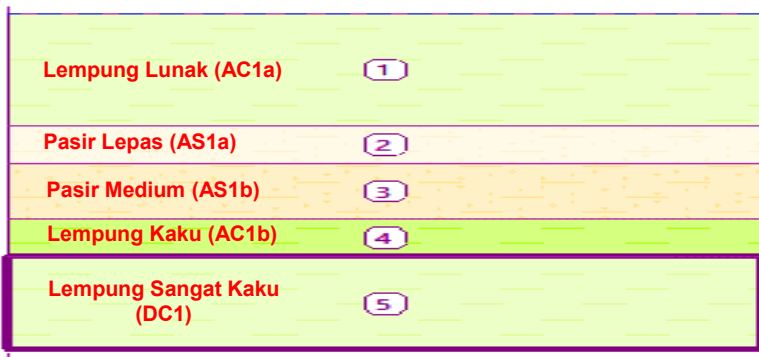 Lempung Lunak (AC1a) 1
Pasir Lepas (AS1a) 2
Pasir Medium (AS1b) 3
Lempung Kaku (AC1b) 4
Lempung Sangat Kaku
(DC1)
5